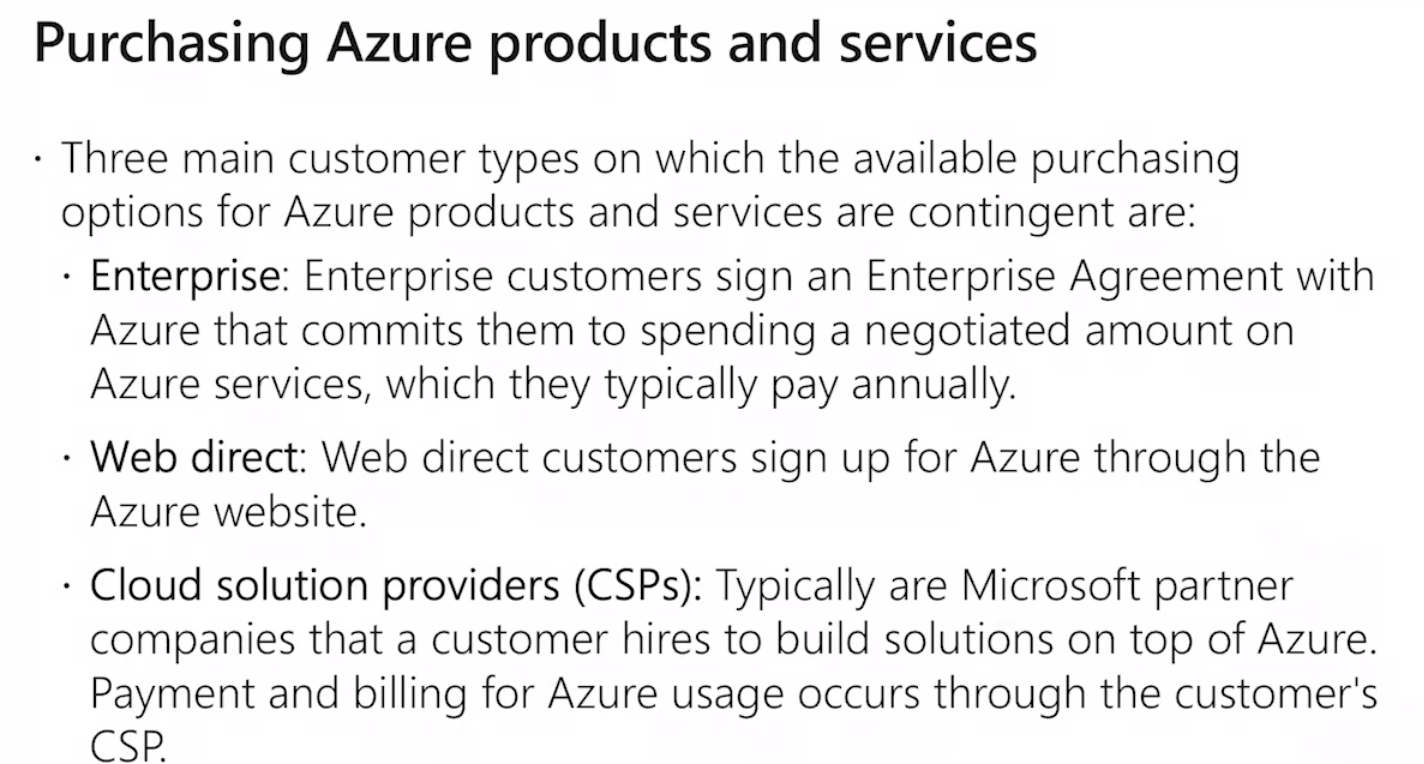 Purchasing Azure products and services
· Three main customer types on which the available purchasing
options for Azure products and services are contingent are:
· Enterprise: Enterprise customers sign an Enterprise Agreement with
Azure that commits them to spending a negotiated amount on
Azure services, which they typically pay annually.
· Web direct: Web direct customers sign up for Azure through the
Azure website.
· Cloud solution providers (CSPs): Typically are Microsoft partner
companies that a customer hires to build solutions on top of Azure.
Payment and billing for Azure usage occurs through the customer's
CSP.